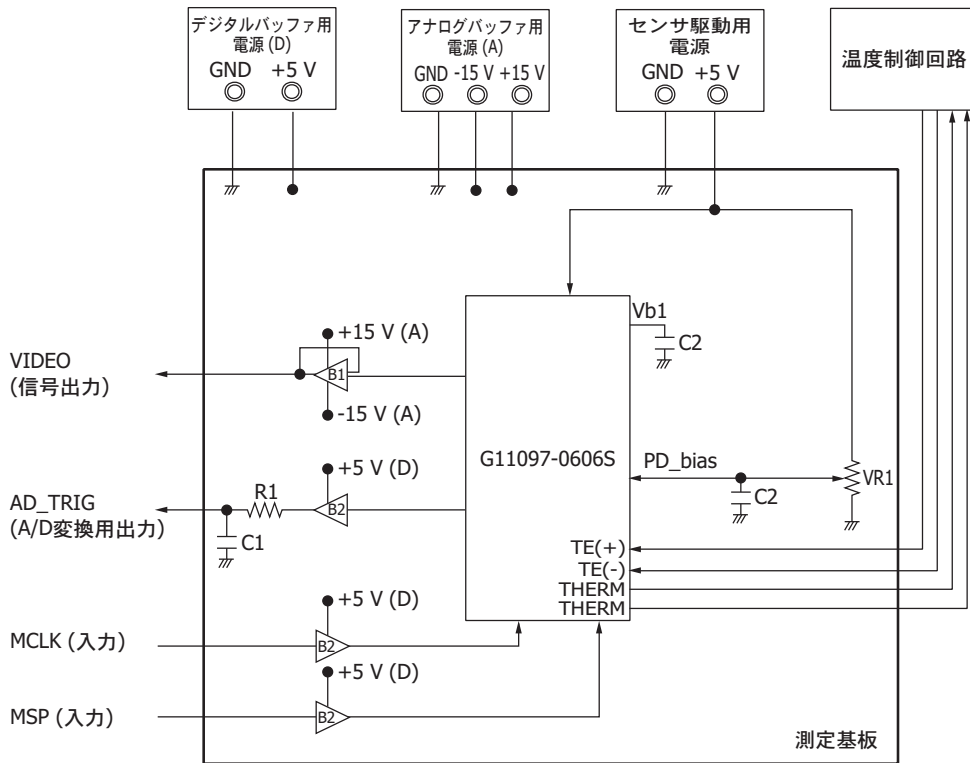 デジタルバッファ用
電源 (D)
GND +5 V
アナログバッファ用
電源 (A)
GND -15 V +15 V
センサ駆動用
電源
GND +5 V
温度制御回路
Vb1
C2
+15 V (A)
B1
-15 V (A)
VIDEO
(信号出力)
G11097-0606S
PD_bias
VR1
C2
+5 V (D)
R1
B2
AD_TRIG
(A/D変換用出力)
C1
TE(+)
TE(-)
THERM
THERM
+5 V (D)
MCLK (入力)
B2
+5 V (D)
MSP (入力)
B2
測定基板